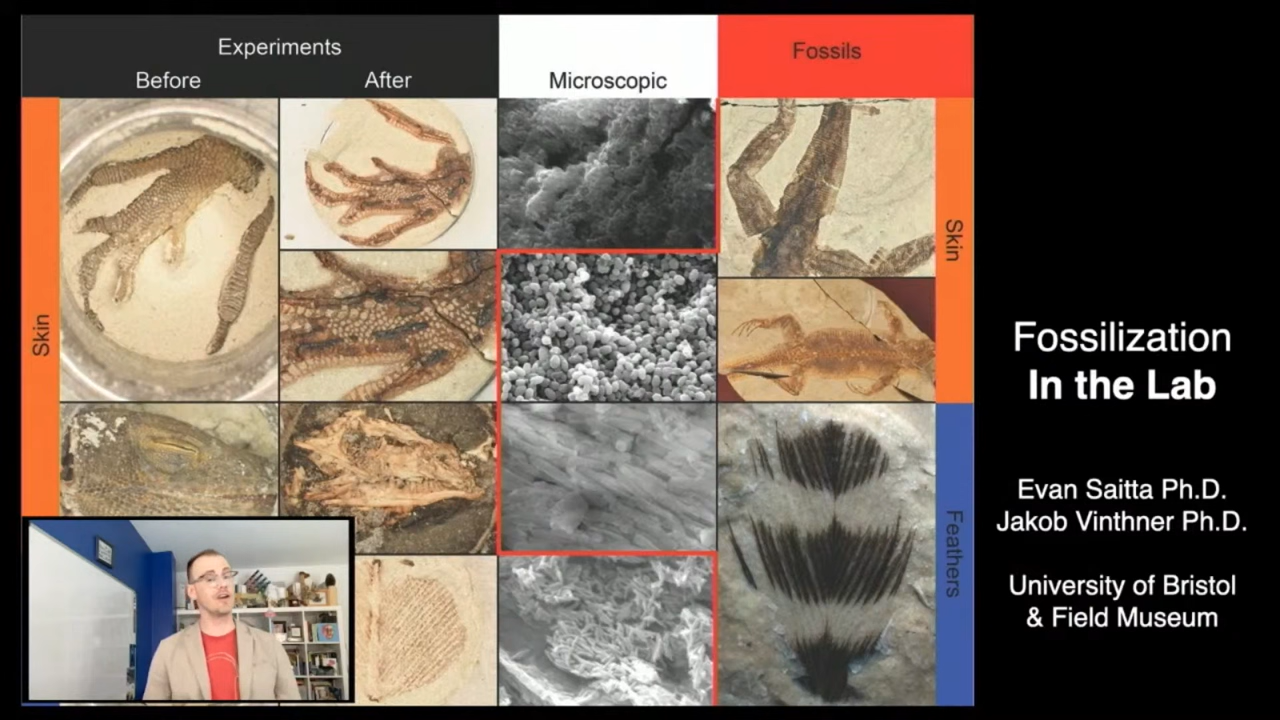 Experiments
Before
After
Microscopic
Fossils
Skin
Skin
Feathers
Fossilization
In the Lab
Evan Saitta Ph.D.
Jakob Vinthner Ph.D.
University of Bristol
& Field Museum